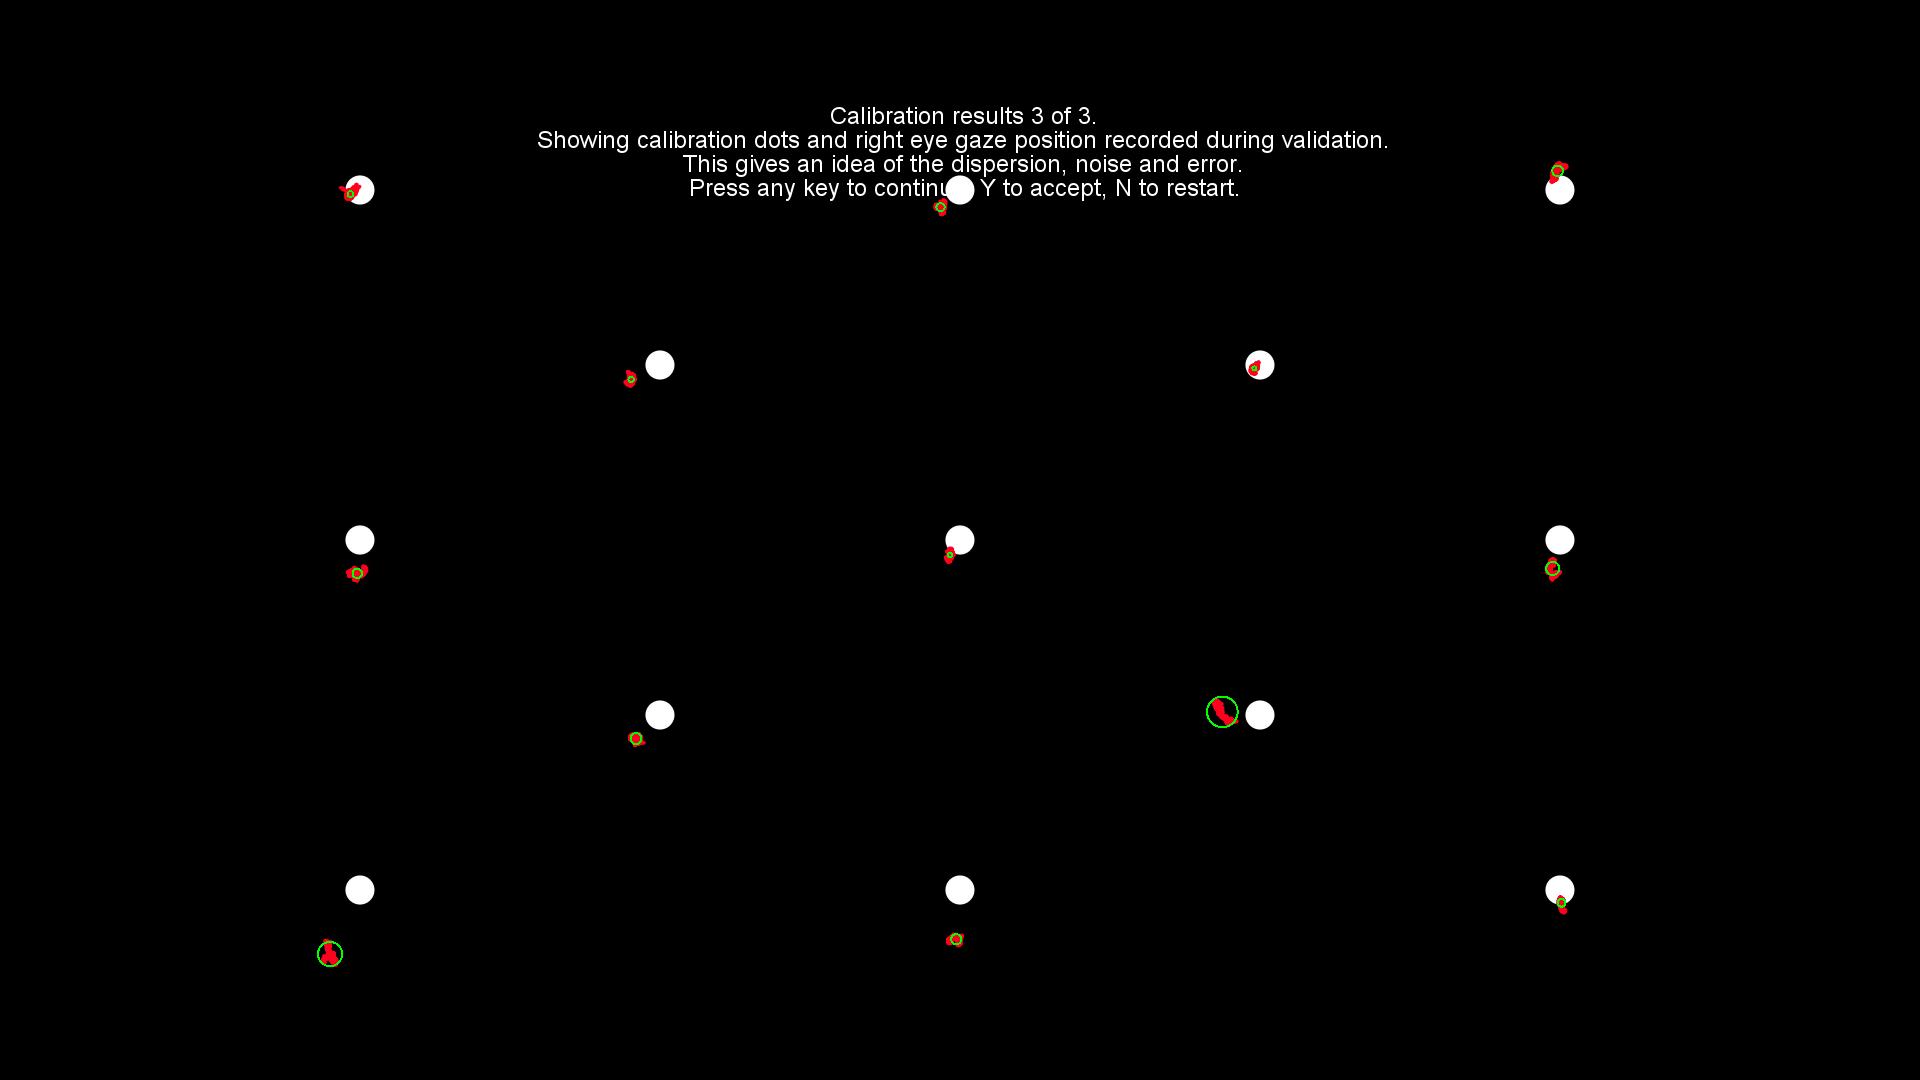 Calibration results 3 of 3.
Showing calibration dots and right eye gaze position recorded during validation.
This gives an idea of the dispersion, noise and error.
Press any key to continu Y to accept, N to restart.